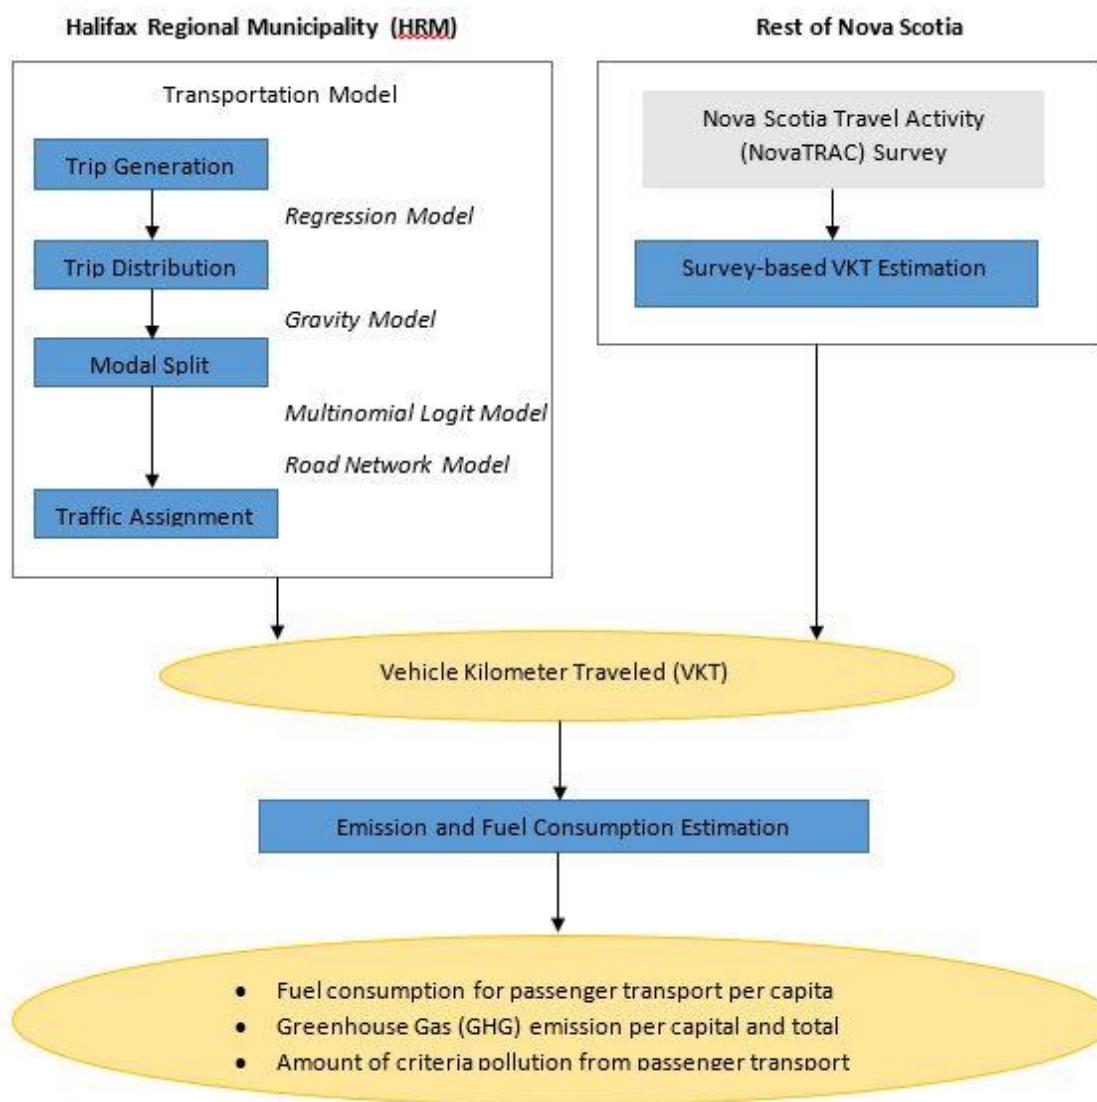 Halifax Regional Municipality (HRM)
Transportation Model
Trip Generation
Regression Model
Trip Distribution
Gravity Model
Modal Split
Multinomial Logit Model
Road Network Model
Traffic Assignment
Rest of Nova Scotia
Nova Scotia Travel Activity
(NovaTRAC) Survey
Survey-based VKT Estimation
Vehicle Kilometer Traveled (VKT)
Emission and Fuel Consumption Estimation
• Fuel consumption for passenger transport per capita
• Greenhouse Gas (GHG) emission per capital and total
• Amount of criteria pollution from passenger transport